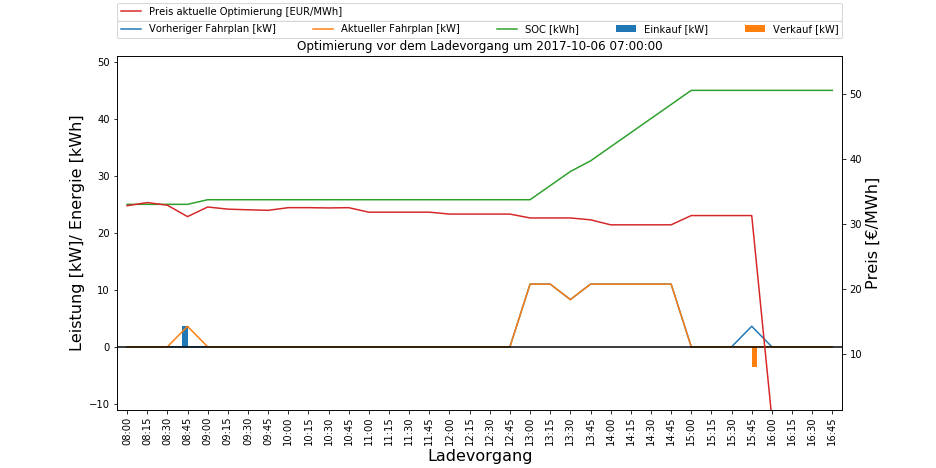 Preis aktuelle Optimierung [EUR/MWh]
Vorheriger Fahrplan [kW] Aktueller Fahrplan [kW] SOC [kWh] Einkauf [kW] Verkauf [kW]
Optimierung vor dem Ladevorgang um 2017-10-06 07:00:00
Leistung [kW]/ Energie [kWh]
50
40
30
20
10
0
−10
50
40
30
20
10
Preis [€/MWh]
08:00 08:15 08:30 08:45 09:00 09:15 09:30 09:45 10:00 10:15 10:30 10:45 11:00 11:15 11:30 11:45 12:00 12:15 12:30 12:45 13:00 13:15 13:30 13:45 14:00 14:15 14:30 14:45 15:00 15:15 15:30 15:45 16:00 16:15 16:30 16:45
Ladevorgang